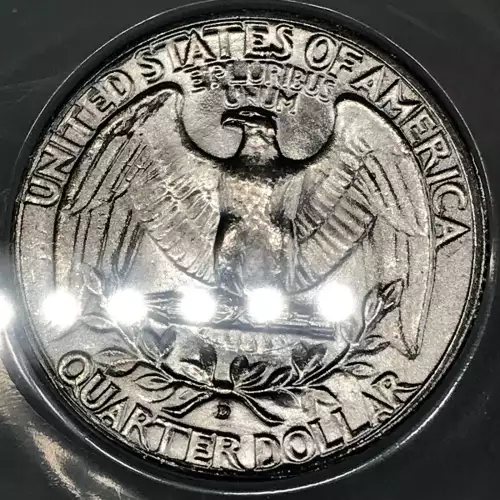 UNITED STATES OF AMERICA
E PLURIBUS
UNUM
D
QUARTER DOLLAR